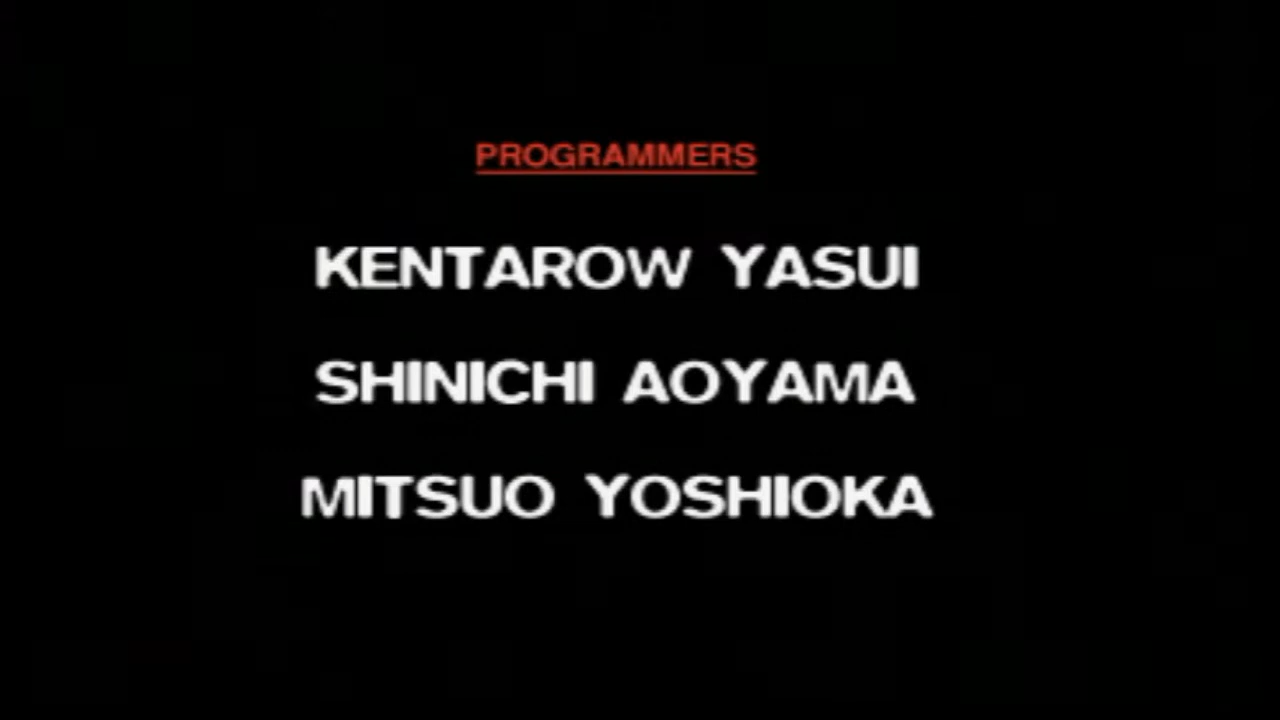 PROGRAMMERS
KENTAROW YASUI
SHINICHI AOYAMA
MITSUO YOSHIOKA